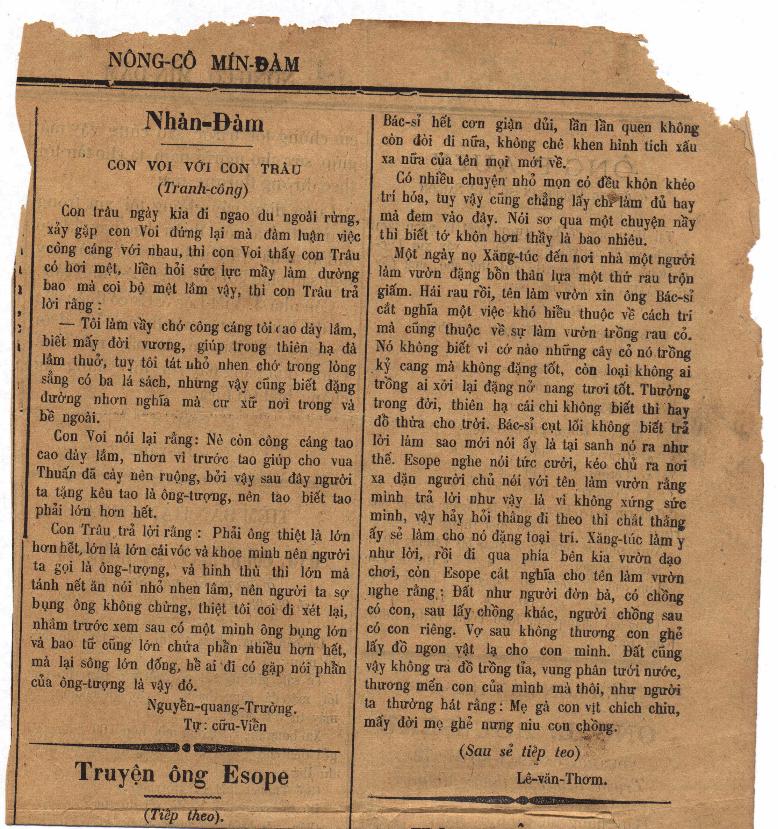 NÔNG-CÔ MÍN-ĐÀM
Nhàn-Đàm
CON VOI VỚI CON TRÂU
(Tranh-công)
Con trâu ngày kia đi ngao du ngoài rừng,
xảy gặp con Voi đứng lại mà đàm luận việc
công cáng với nhau, thì con Voi thấy con Trâu
có hơi mệt, liền hỏi sức lực mầy làm dường
bao mà coi bộ mệt lắm vậy, thì con Trâu trả
lời rằng :
— Tôi làm vầy chớ công cáng tôi cao dày lắm,
biết mấy đời vương, giúp trong thiên hạ đà
lắm thuở, tuy tôi tát nhỏ nhen chớ trong lòng
sẳng có ba lá sách, nhưng vậy cũng biết đặng
đường nhơn nghĩa mà cư xữ nơi trong và
bề ngoài.
Con Voi nói lại rằng: Nè còn công cáng tao
cao dày lắm, nhơn vì trước tao giúp cho vua
Thuấn đã cày nên ruộng, bởi vậy sau đây người
ta tặng kêu tao là ông-tượng, nên tao biết tao
phải lớn hơn hết.
Con Trâu trả lời rằng : Phải ông thiệt là lớn
hơn hết, lớn là lớn cái vóc và khoe mình nên người
ta gọi là ông-tượng, và hình thù thì lớn mà
tánh nết ăn nói nhỏ nhen lắm, nên người ta sợ
bụng ông không chừng, thiệt tôi coi đi xét lại,
nhắm trước xem sau có một mình ông bụng lớn
và bao tử cũng lớn chứa phần nhiều hơn hết,
mà lại sông lớn đống, hề ai đi có gặp nói phần
của ông-tượng là vậy đó.
Nguyễn-quang-Trường.
Tự : cữu-Viễn
Truyện ông Esope
(Tiếp theo).
Bác-sỉ hết cơn giận dủi, lần lần quen không
còn đòi đi nữa, không chê khen hình tích xấu
xa nữa của tên mọi mới về.
Có nhiều chuyện nhỏ mọn có đều khôn khéo
trí hóa, tuy vậy cũng chẳng lấy chi làm đủ hay
mà đem vào đây. Nói sơ qua một chuyện nầy
thì biết tớ khôn hơn thầy là bao nhiêu.
Một ngày nọ Xăng-túc đến nơi nhà một người
làm vườn đặng bổn thân lựa một thứ rau trộn
giấm. Hái rau rồi, tên làm vườn xin ông Bác-sỉ
cắt nghĩa một việc khó hiểu thuộc về cách trí
mà cũng thuộc về sự làm vườn trồng rau cỏ.
Nó không biết vì cớ nào những cây cỏ nó trồng
kỷ cang mà không đặng tốt, còn loại không ai
trồng ai xới lại đặng nở nang tươi tốt. Thường
trong đời, thiên hạ cái chi không biết thì hay
đồ thừa cho trời. Bác-sỉ cụt lối không biết trả
lời làm sao mới nói ấy là tại sanh nó ra như
thế. Esope nghe nói tức cười, kéo chủ ra nơi
xa dặn người chủ nói với tên làm vườn rằng
mình trả lời như vậy là vì không xứng sức
mình, vậy hảy hỏi thằng đi theo thì chắt thằng
ấy sẻ làm cho nó đặng toại trí. Xăng-túc làm y
như lời, rồi đi qua phía bên kia vườn dạo
chơi, còn Esope cắt nghĩa cho tên làm vườn
nghe rằng : Đất như người đờn bà, có chồng
có con, sau lấy chồng khác, người chồng sau
có con riêng. Vợ sau không thương con ghẻ
lấy đồ ngon vật lạ cho con mình. Đất cũng
vậy không ưa đồ trồng tỉa, vung phân tưới nước,
thương mến con của mình mà thôi, như người
ta thường hát rằng : Mẹ gà con vịt chích chiu,
mấy đời mẹ ghẻ nưng niu con chồng.
(Sau sẻ tiếp teo)
Lê-văn-Thơm.